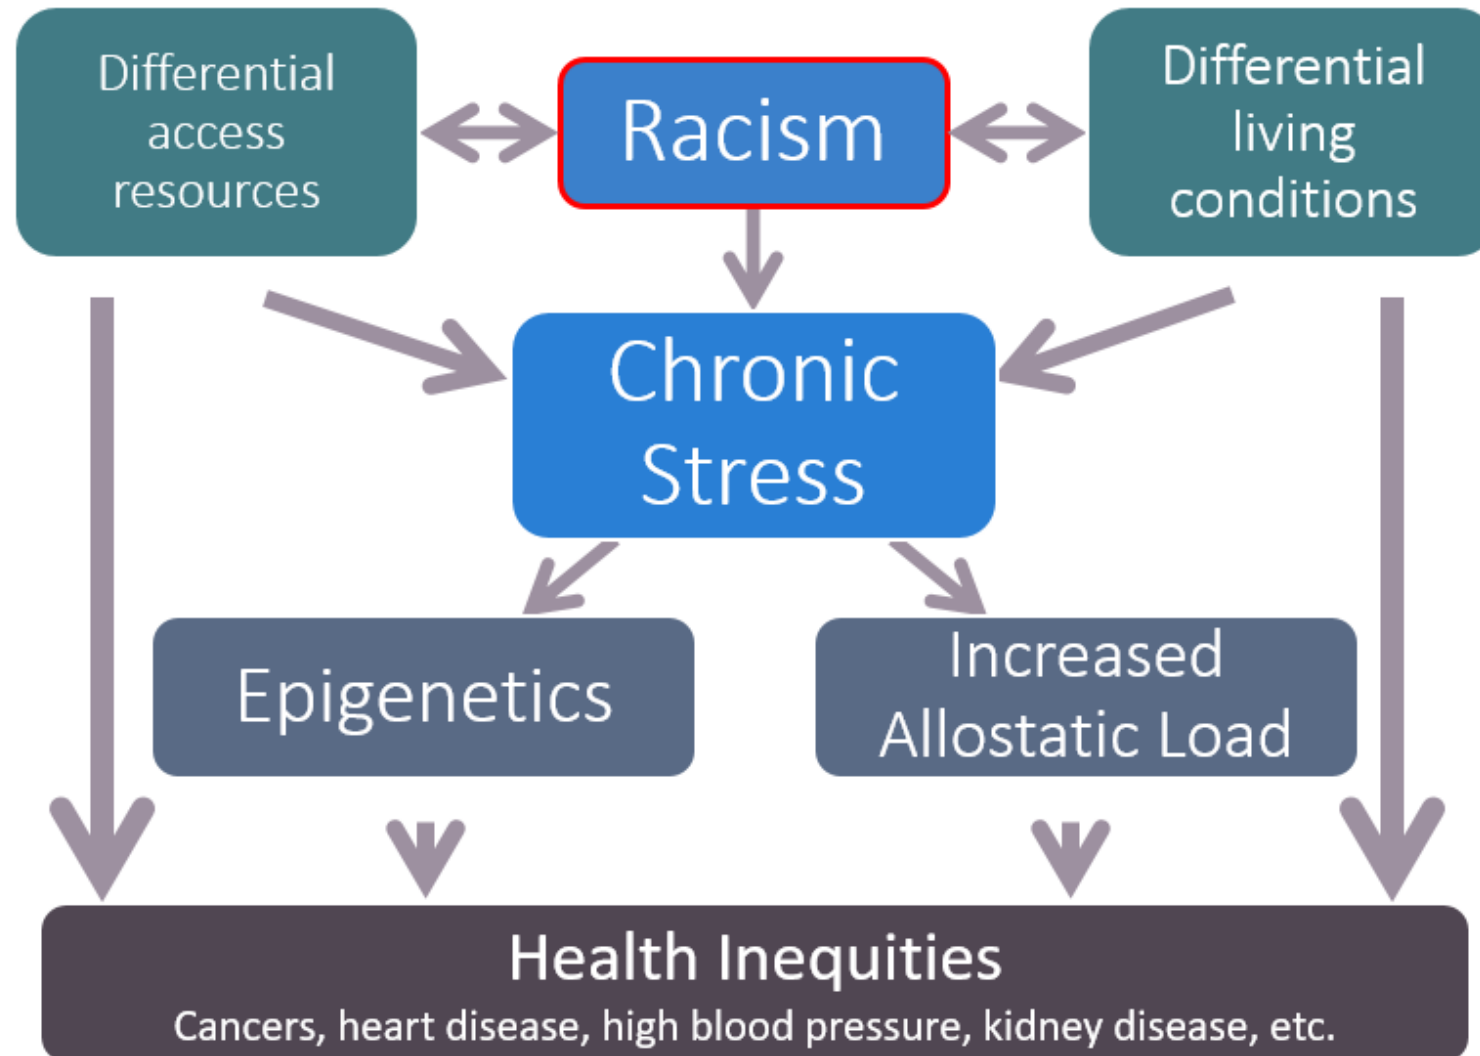 Differential
access
resources
Racism
Differential
living
conditions
Chronic
Stress
Epigenetics
Increased
Allostatic Load
Health Inequities
Cancers, heart disease, high blood pressure, kidney disease, etc.